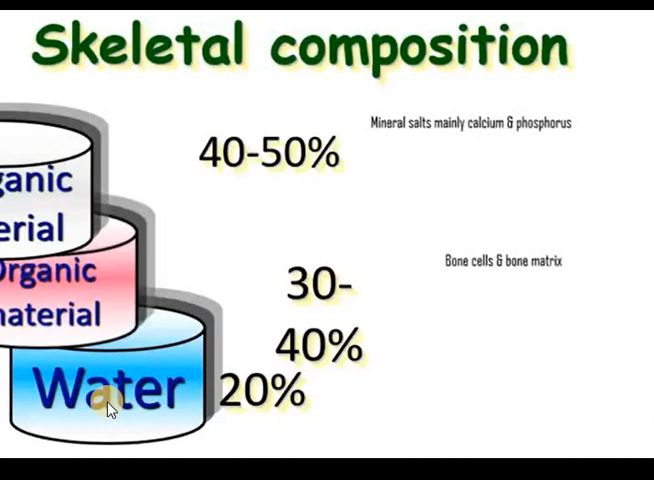 Skeletal composition
Mineral salts mainly calcium & phosphorus
40-50%
ganic
erial
Bone cells & bone matrix
Organic
material
30-
40%
Water 20%